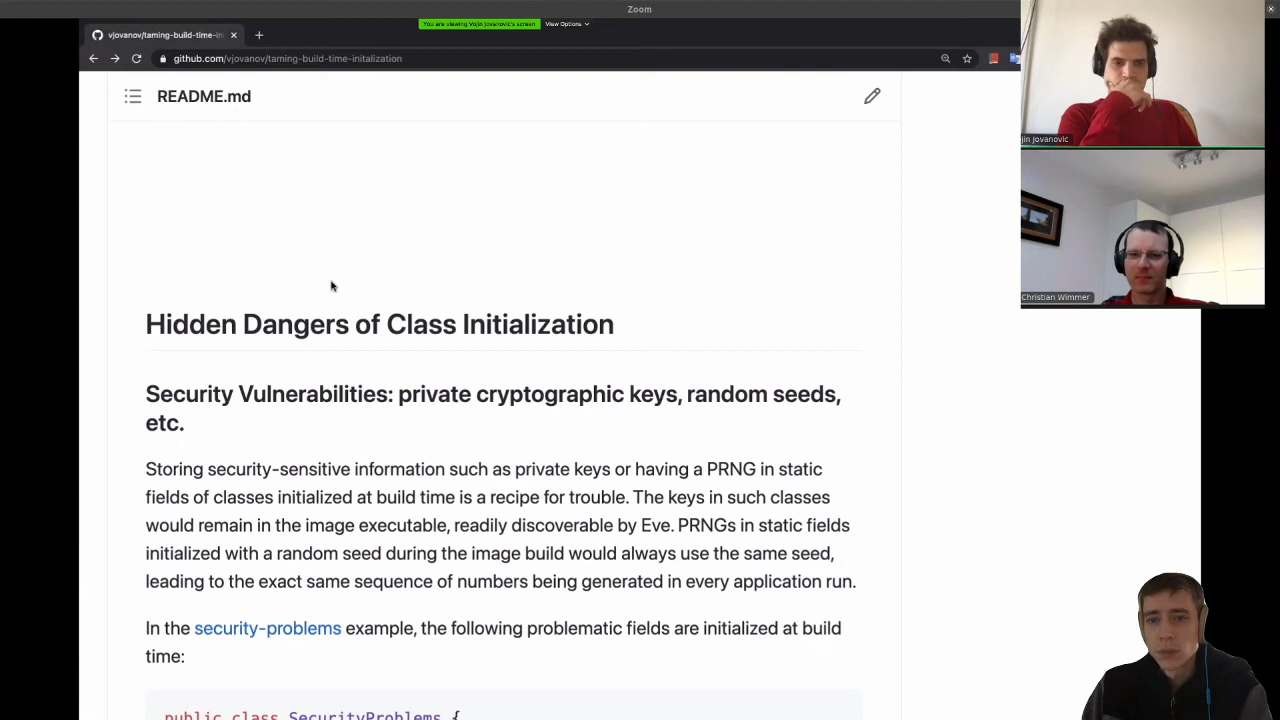 Zoom
You are viewing Vojin Jovanovic's screen
View Options
vjovanov/taming-build-time-in
github.com/vjovanov/taming-build-time-initalization
README.md
jin Jovanovic
Christian Wimmer
Hidden Dangers of Class Initialization
Security Vulnerabilities: private cryptographic keys, random seeds,
etc.
Storing security-sensitive information such as private keys or having a PRNG in static
fields of classes initialized at build time is a recipe for trouble. The keys in such classes
would remain in the image executable, readily discoverable by Eve. PRNGs in static fields
initialized with a random seed during the image build would always use the same seed,
leading to the exact same sequence of numbers being generated in every application run.
In the security-problems example, the following problematic fields are initialized at build
time:
public class SecurityProblems {